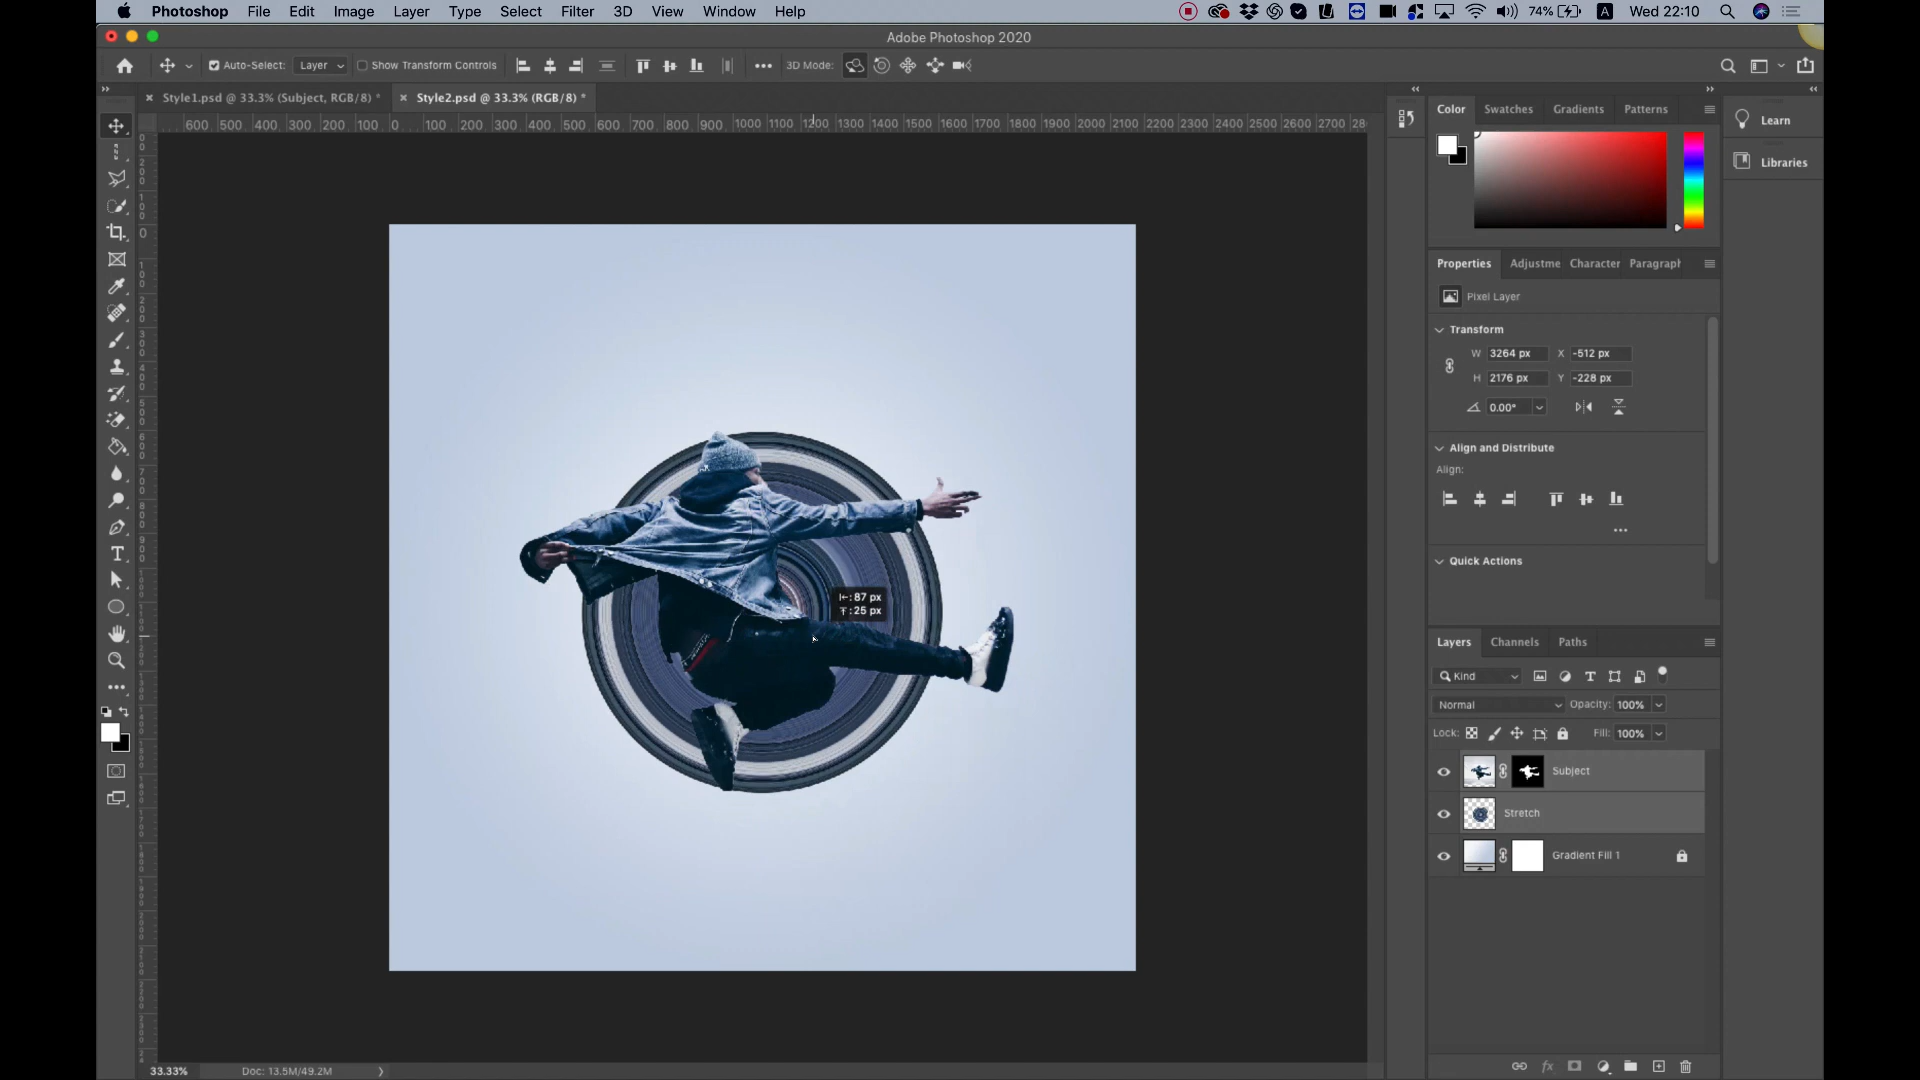 Photoshop File Edit Image Layer Type Select Filter 3D View Window Help 74% A Wed 22:10
Adobe Photoshop 2020
Auto-Select: Layer Show Transform Controls 3D Mode:
Style1.psd @ 33.3% (Subject, RGB/8) * Style2.psd @ 33.3% (RGB/8) *
600 500 400 300 200 100 0 100 200 300 400 500 600 700 800 900 1000 1100 1200 1300 1400 1500 1600 1700 1800 1900 2000 2100 2200 2300 2400 2500 2600 2700
Color Swatches Gradients Patterns
Learn
Libraries
Properties Adjustme Character Paragraph
Pixel Layer
Transform
W 3264 px X -512 px
H 2176 px Y -228 px
0.00°
Align and Distribute
Align:
Quick Actions
87 px
25 px
Layers Channels Paths
Kind
Normal Opacity: 100%
Lock: Fill: 100%
Subject
Stretch
Gradient Fill 1
33.33% Doc: 13.5M/49.2M